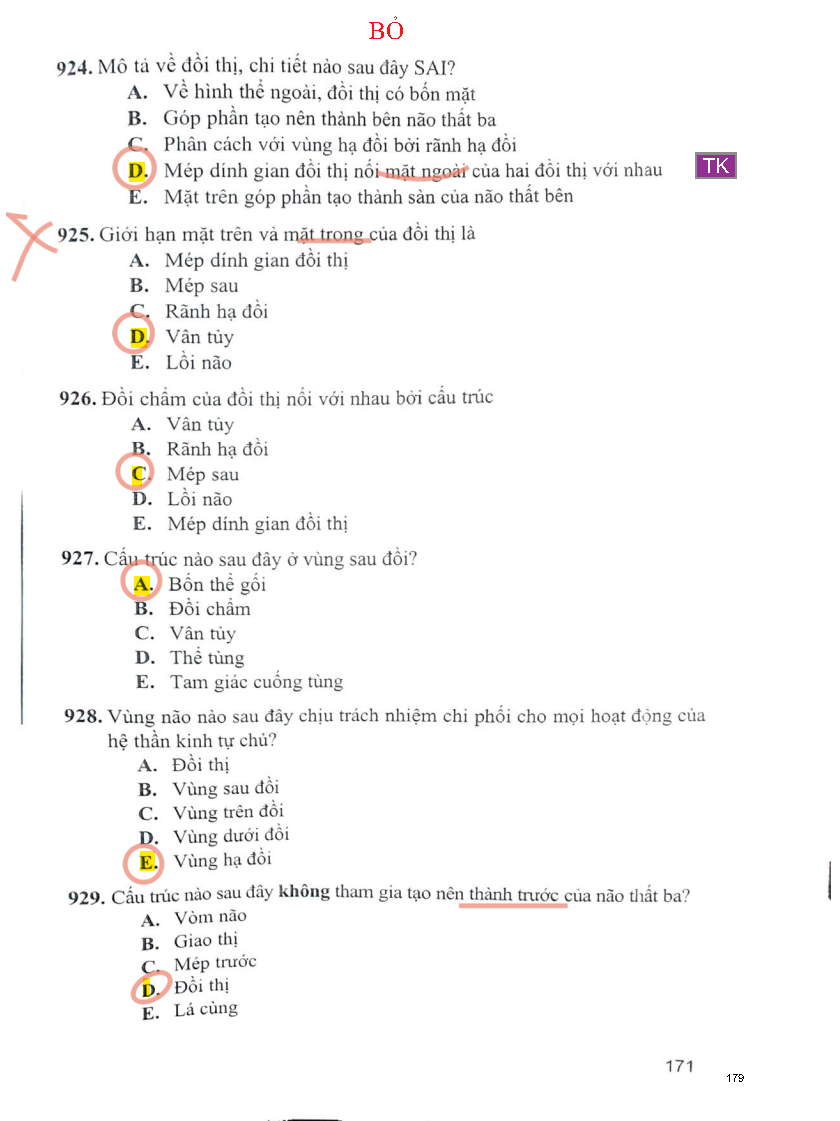 BỎ
924. Mô tả về đồi thị, chi tiết nào sau đây SAI?
A. Về hình thể ngoài, đồi thị có bốn mặt
B. Góp phần tạo nên thành bên não thất ba
C. Phân cách với vùng hạ đồi bởi rãnh hạ đồi
D. Mép dính gian đồi thị nối mặt ngoài của hai đồi thị với nhau
TK
E. Mặt trên góp phần tạo thành sàn của não thất bên
925. Giới hạn mặt trên và mặt trong của đồi thị là
A. Mép dính gian đồi thị
B. Mép sau
C. Rãnh hạ đồi
D. Vân tủy
E. Lồi não
926. Đồi chẩm của đồi thị nối với nhau bởi cấu trúc
A. Vân tủy
B. Rãnh hạ đồi
C. Mép sau
D. Lồi não
E. Mép dính gian đồi thị
927. Cấu trúc nào sau đây ở vùng sau đồi?
A. Bốn thể gối
B. Đồi chẩm
C. Vân tủy
D. Thể tùng
E. Tam giác cuống tùng
928. Vùng não nào sau đây chịu trách nhiệm chi phối cho mọi hoạt động của
hệ thần kinh tự chủ?
A. Đồi thị
B. Vùng sau đồi
C. Vùng trên đồi
D. Vùng dưới đồi
E. Vùng hạ đồi
929. Cấu trúc nào sau đây không tham gia tạo nên thành trước của não thất ba?
A. Vòm não
B. Giao thị
C. Mép trước
D. Đồi thị
E. Lá cùng
171
179